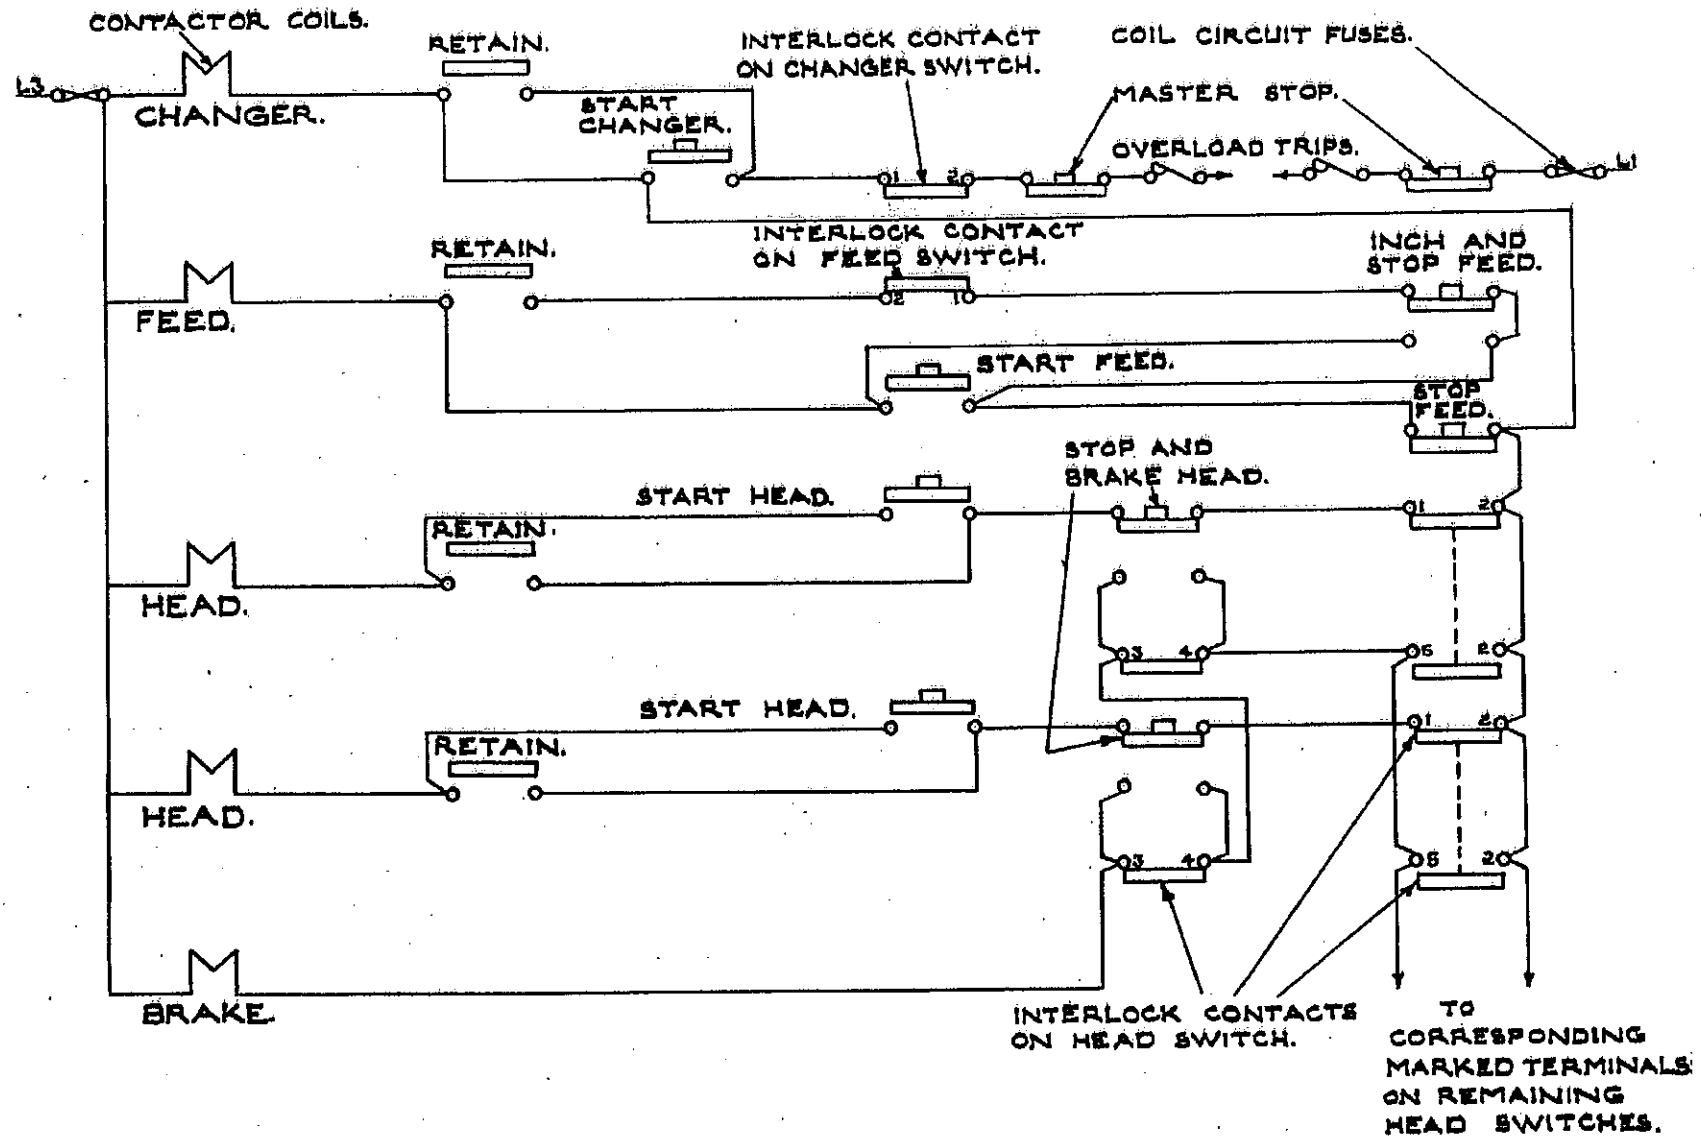 CONTACTOR COILS.
RETAIN.
INTERLOCK CONTACT
ON CHANGER SWITCH.
COIL CIRCUIT FUSES.
L3
CHANGER.
START
CHANGER.
MASTER STOP.
OVERLOAD TRIPS.
1 2
L1
RETAIN.
INTERLOCK CONTACT
ON FEED SWITCH.
INCH AND
STOP FEED.
2 1
FEED.
START FEED.
STOP
FEED.
STOP AND
BRAKE HEAD.
START HEAD.
1 2
RETAIN.
HEAD.
3 4
5 2
START HEAD.
1 2
RETAIN.
HEAD.
3 4
5 2
BRAKE.
INTERLOCK CONTACTS
ON HEAD SWITCH.
TO
CORRESPONDING
MARKED TERMINALS
ON REMAINING
HEAD SWITCHES.